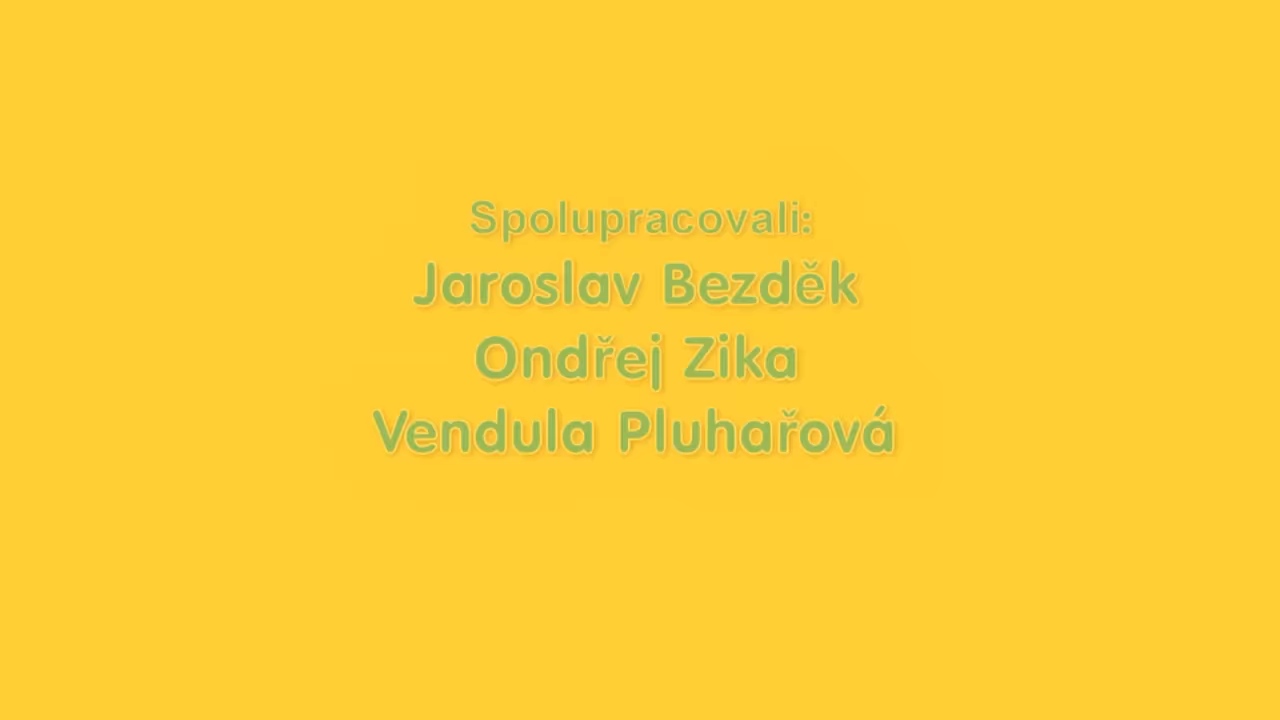 Spolupracovali:
Jaroslav Bezděk
Ondřej Zika
Vendula Pluhařová